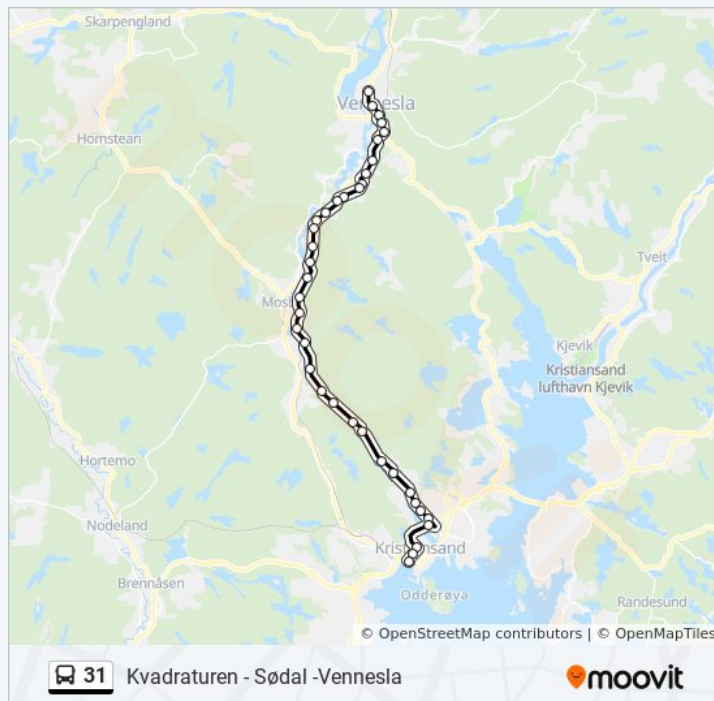 Skarpengland
Vennesla
Homstean
Tveit
Mosb
Kjevik
Kristiansand
lufthavn Kjevik
Hortemo
Nodeland
Kristiansand
Brennåsen
Odderøya
Randesund
© OpenStreetMap contributors | © OpenMapTiles
31 Kvadraturen - Sødal -Vennesla
moovit